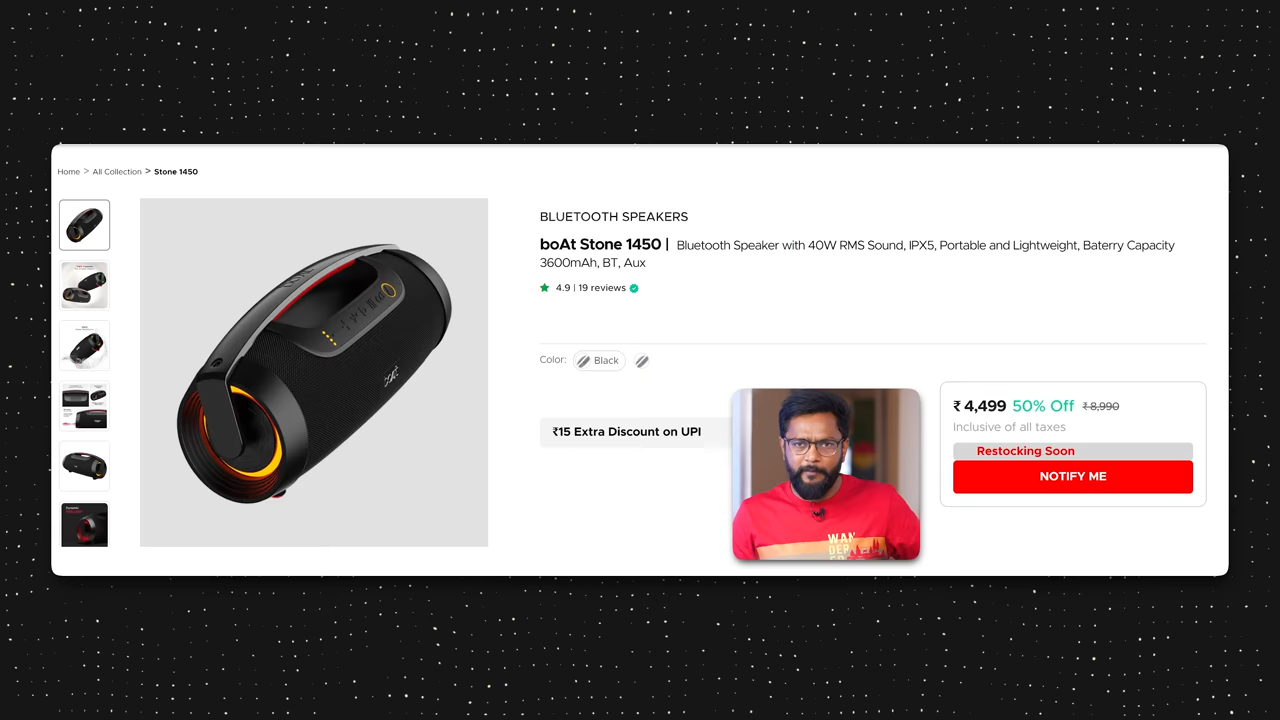 Home > All Collection > Stone 1450
BLUETOOTH SPEAKERS
boAt Stone 1450 | Bluetooth Speaker with 40W RMS Sound, IPX5, Portable and Lightweight, Baterry Capacity
3600mAh, BT, Aux
4.9 | 19 reviews
Color: Black
₹15 Extra Discount on UPI
₹ 4,499 50% Off ₹ 8,990
Inclusive of all taxes
Restocking Soon
NOTIFY ME
WAN
DER